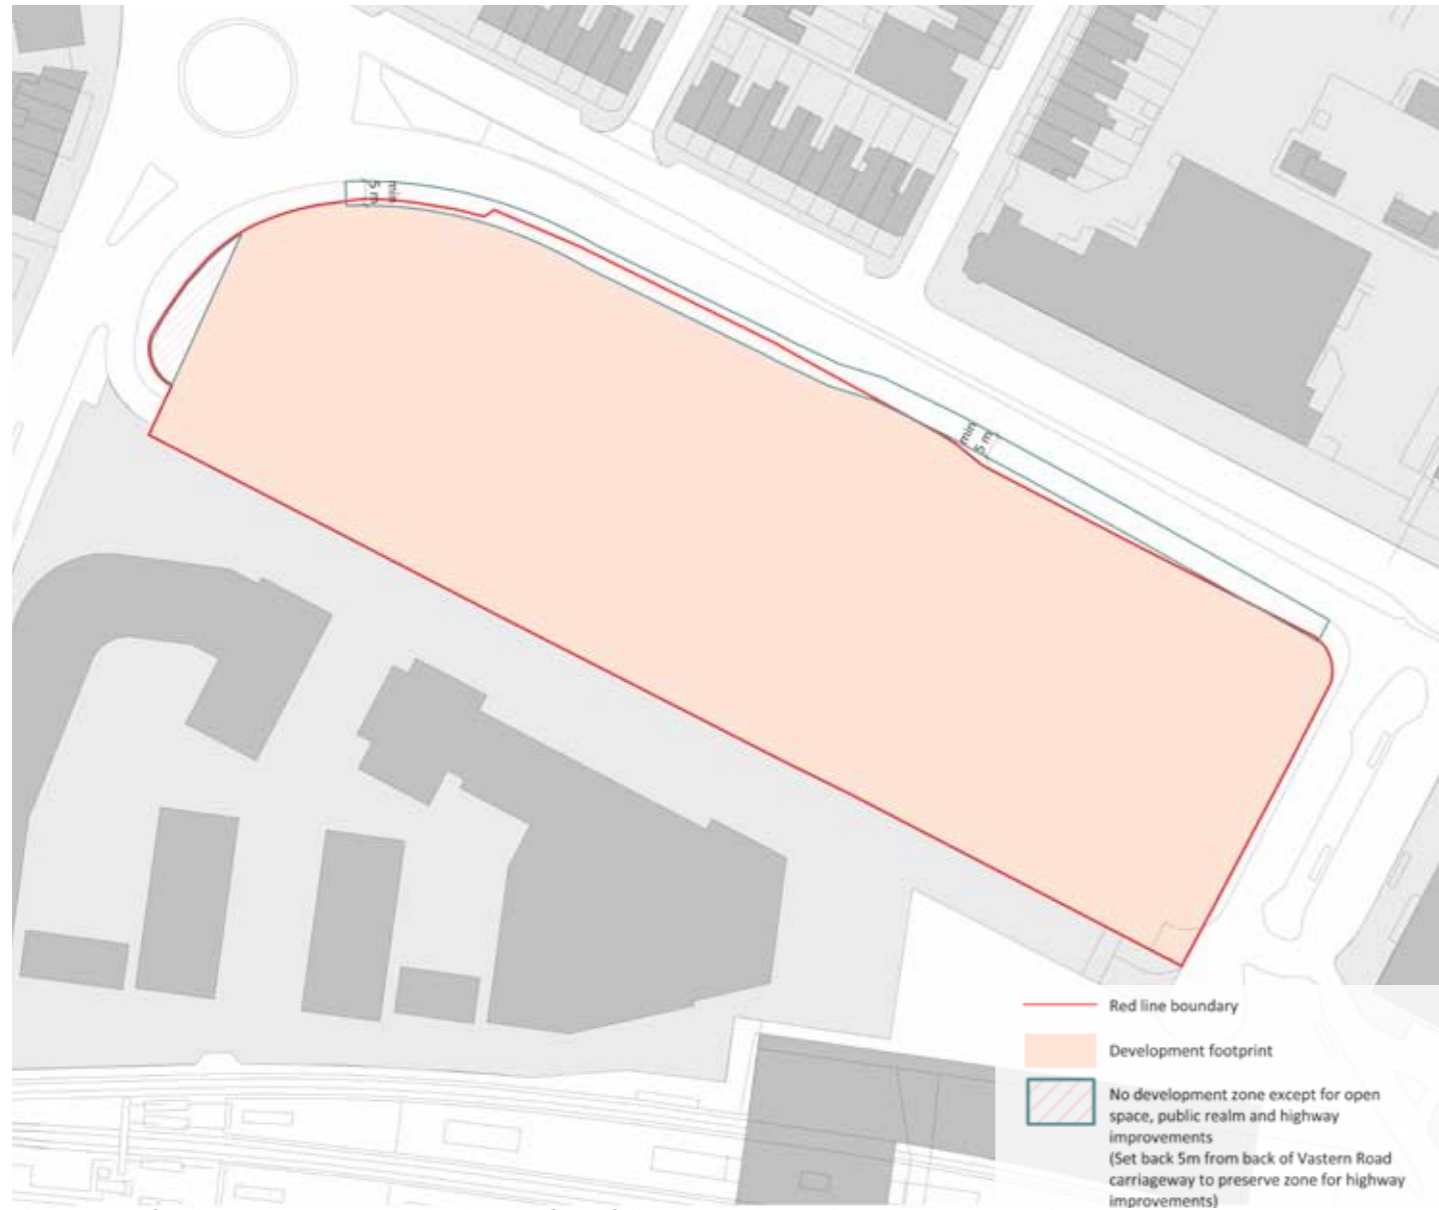 min
5 m
min
5 m
Red line boundary
Development footprint
No development zone except for open
space, public realm and highway
improvements
(Set back 5m from back of Vastern Road
carriageway to preserve zone for highway
improvements)